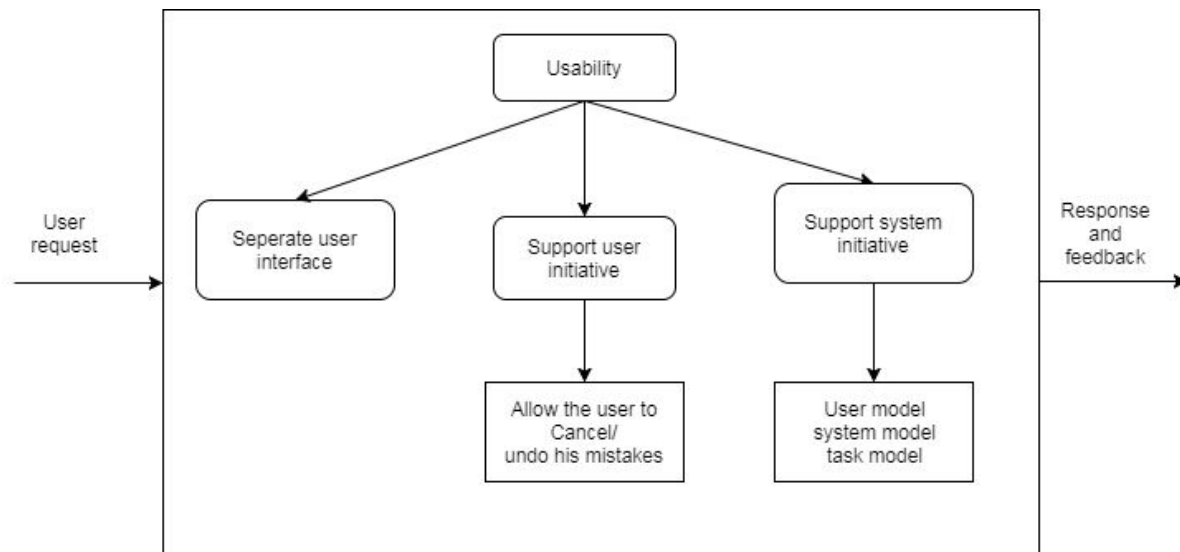 Usability
User
request
Seperate user
interface
Support user
initiative
Support system
initiative
Response
and
feedback
Allow the user to
Cancel/
undo his mistakes
User model
system model
task model